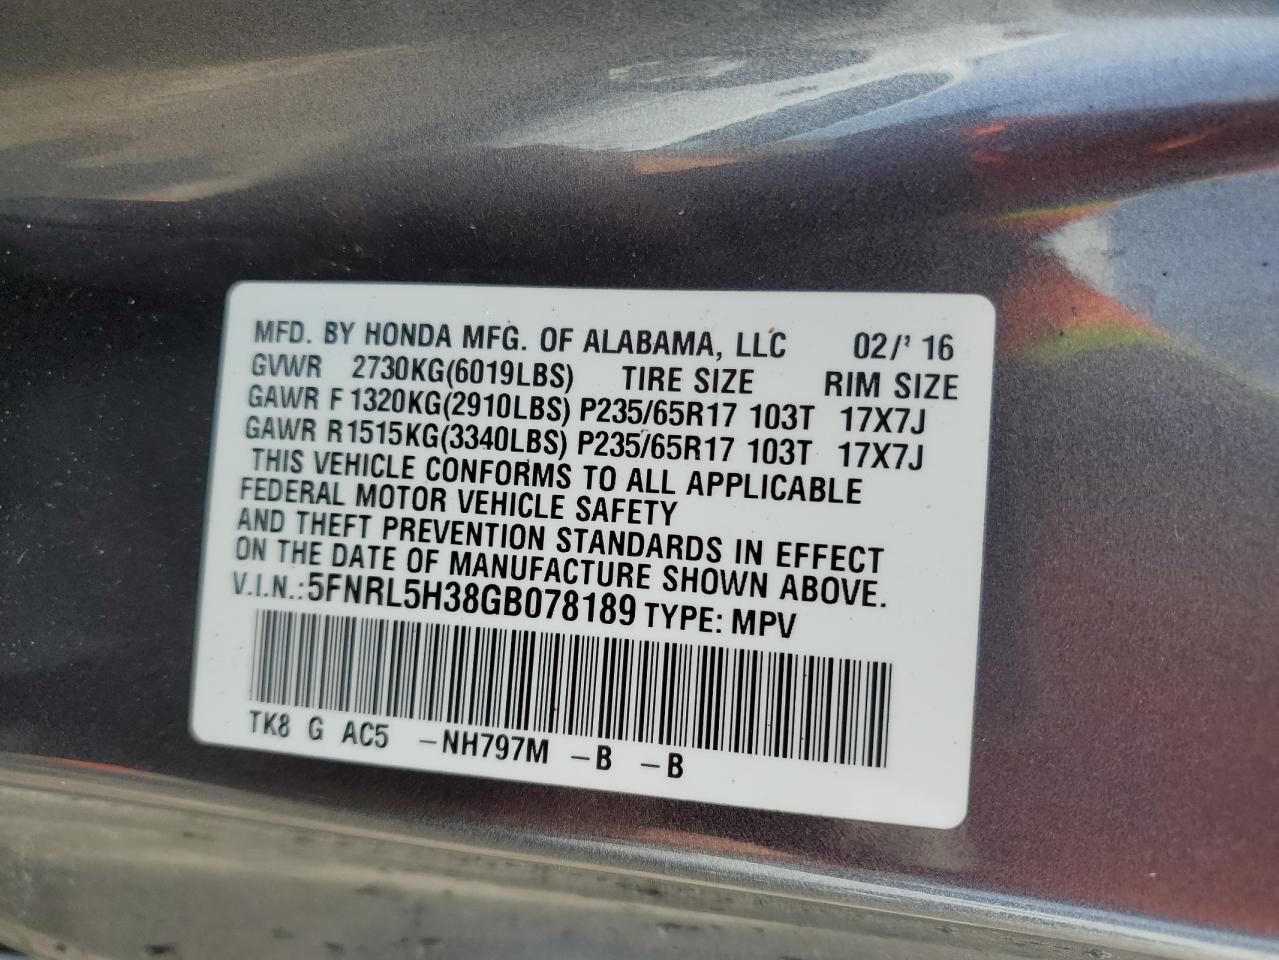 MFD. BY HONDA MFG. OF ALABAMA, LLC 02/' 16
GVWR 2730KG(6019LBS) TIRE SIZE RIM SIZE
GAWR F 1320KG(2910LBS) P235/65R17 103T 17X7J
GAWR R1515KG(3340LBS) P235/65R17 103T 17X7J
THIS VEHICLE CONFORMS TO ALL APPLICABLE
FEDERAL MOTOR VEHICLE SAFETY
AND THEFT PREVENTION STANDARDS IN EFFECT
ON THE DATE OF MANUFACTURE SHOWN ABOVE.
V.I.N.:5FNRL5H38GB078189 TYPE: MPV
TK8 G AC5 -NH797M -B -B